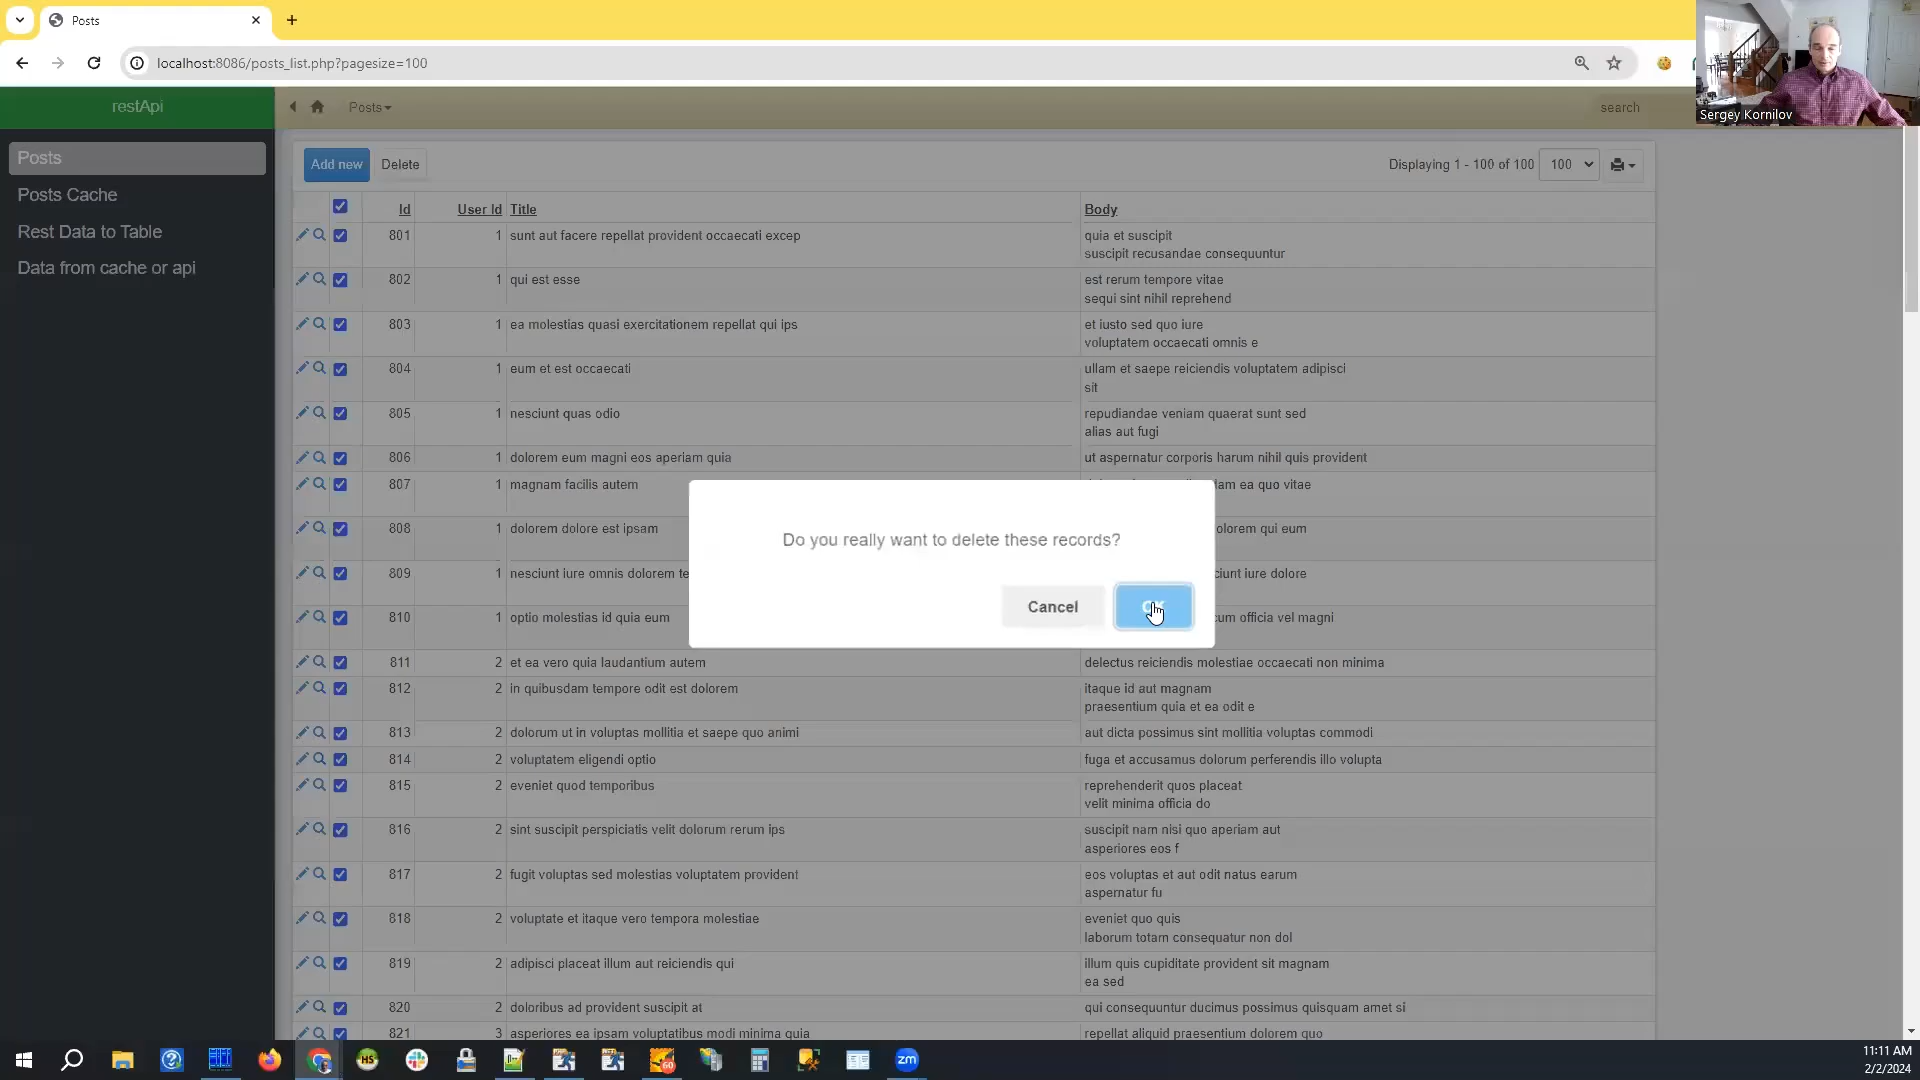 Posts
localhost:8086/posts_list.php?pagesize=100
Sergey Kornilov
restApi
Posts
search
Posts
Posts Cache
Rest Data to Table
Data from cache or api
Add new
Delete
Displaying 1 - 100 of 100
100
Id User Id Title Body
801 1 sunt aut facere repellat provident occaecati excep quia et suscipit
suscipit recusandae consequuntur
802 1 qui est esse est rerum tempore vitae
sequi sint nihil reprehend
803 1 ea molestias quasi exercitationem repellat qui ips et iusto sed quo iure
voluptatem occaecati omnis e
804 1 eum et est occaecati ullam et saepe reiciendis voluptatem adipisci
sit
805 1 nesciunt quas odio repudiandae veniam quaerat sunt sed
alias aut fugi
806 1 dolorem eum magni eos aperiam quia ut aspernatur corporis harum nihil quis provident
807 1 magnam facilis autem ea quo vitae
808 1 dolorem dolore est ipsam qui eum
809 1 nesciunt iure omnis dolorem iure dolore
810 1 optio molestias id quia eum officia vel magni
Do you really want to delete these records?
Cancel
811 2 et ea vero quia laudantium autem delectus reiciendis molestiae occaecati non minima
812 2 in quibusdam tempore odit est dolorem itaque id aut magnam
praesentium quia et ea odit e
813 2 dolorum ut in voluptas mollitia et saepe quo animi aut dicta possimus sint mollitia voluptas commodi
814 2 voluptatem eligendi optio fuga et accusamus dolorum perferendis illo volupta
815 2 eveniet quod temporibus reprehenderit quos placeat
velit minima officia do
816 2 sint suscipit perspiciatis velit dolorum rerum ips suscipit nam nisi quo aperiam aut
asperiores eos f
817 2 fugit voluptas sed molestias voluptatem provident eos voluptas et aut odit natus earum
aspernatur fu
818 2 voluptate et itaque vero tempora molestiae eveniet quo quis
laborum totam consequatur non dol
819 2 adipisci placeat illum aut reiciendis qui illum quis cupiditate provident sit magnam
ea sed
820 2 doloribus ad provident suscipit at qui consequuntur ducimus possimus quisquam amet si
821 3 asperiores ea ipsam voluptatibus modi minima quia repellat aliquid praesentium dolorem quo
HS
60
zm
11:11 AM
2/2/2024